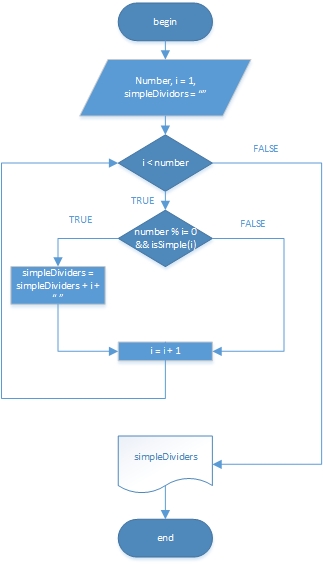 begin
Number, i = 1,
simpleDividors = “”
i < number
FALSE
TRUE
TRUE
number % i= 0
&& isSimple(i)
FALSE
simpleDividers =
simpleDividers + i +
“ ”
i = i + 1
simpleDividers
end